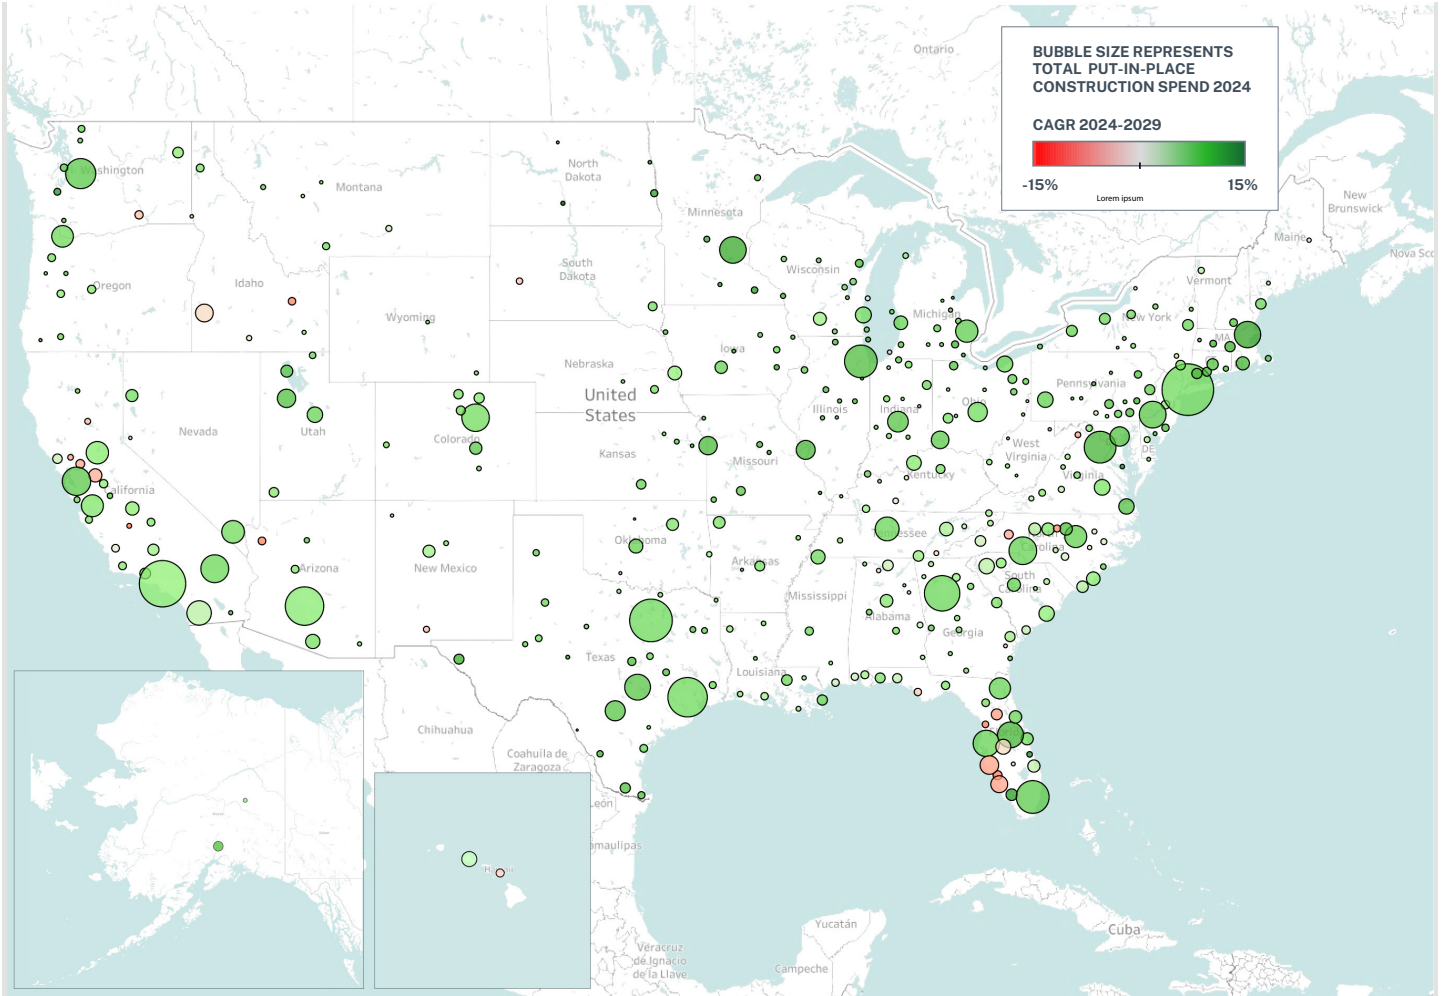 Ontario
BUBBLE SIZE REPRESENTS
TOTAL PUT-IN-PLACE
CONSTRUCTION SPEND 2024
CAGR 2024-2029
-15%
15%
Lorem ipsum
Washington
Montana
North
Dakota
Minnesota
New
Brunswick
Maine
Nova Sc
Oregon
Idaho
South
Dakota
Wisconsin
Vermont
Wyoming
Michigan
New York
MA
Iowa
Nebraska
Pennsylvania
United
States
Illinois
Indiana
Ohio
Nevada
Utah
Colorado
Kansas
Missouri
West
Virginia
DE
Kentucky
Virginia
California
Oklahoma
Tennessee
Carolina
Arizona
New Mexico
Arkansas
South
Carolina
Mississippi
Alabama
Georgia
Texas
Louisiana
Chihuahua
Coahuila de
Zaragoza
León
amaulipas
Yucatán
Cuba
Veracruz
de Ignacio
de la Llave
Campeche